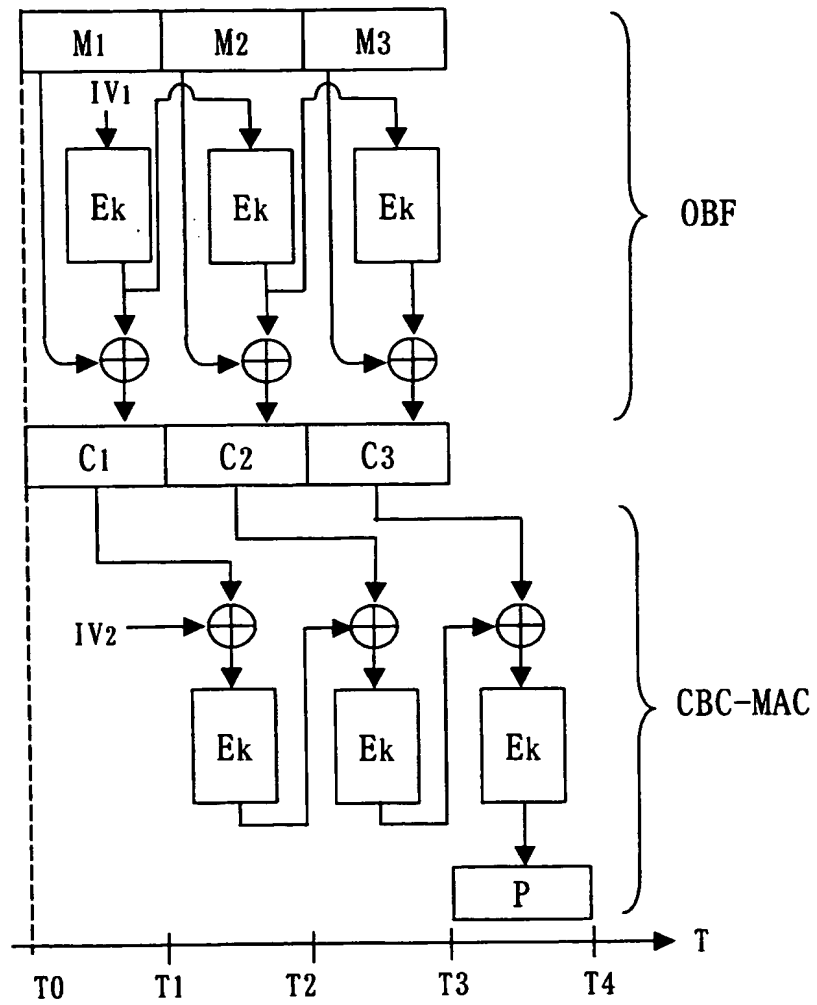 M1 M2 M3
IV1
Ek Ek Ek
OBF
C1 C2 C3
IV2
Ek Ek Ek
CBC-MAC
P
T
T0 T1 T2 T3 T4